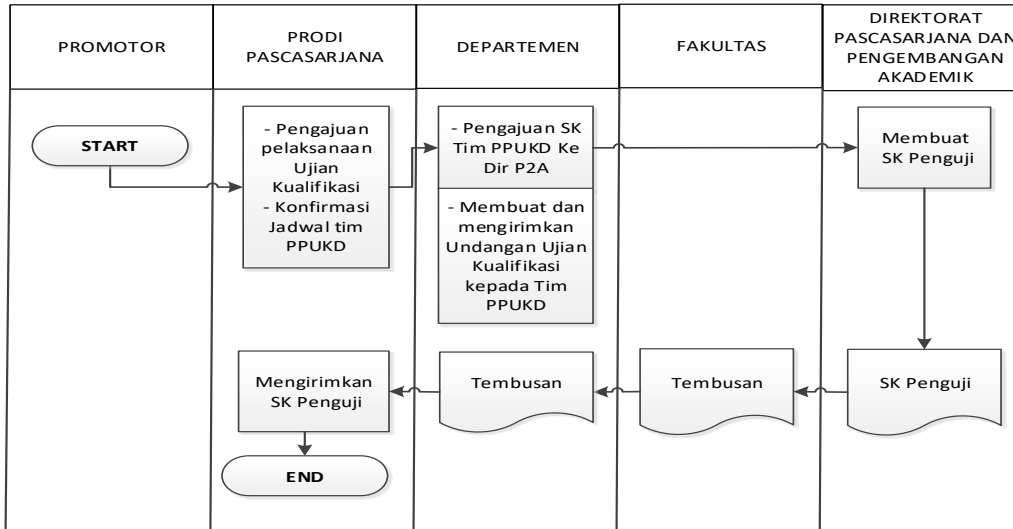 PROMOTOR
PRODI
PASCASARJANA
DEPARTEMEN
FAKULTAS
DIREKTORAT
PASCASARJANA DAN
PENGEMBANGAN
AKADEMIK
START
- Pengajuan
pelaksanaan
Ujian
Kualifikasi
- Konfirmasi
Jadwal tim
PPUKD
- Pengajuan SK
Tim PPUKD Ke
Dir P2A
- Membuat dan
mengirimkan
Undangan Ujian
Kualifikasi
kepada Tim
PPUKD
Membuat
SK Penguji
Mengirimkan
SK Penguji
Tembusan
Tembusan
SK Penguji
END